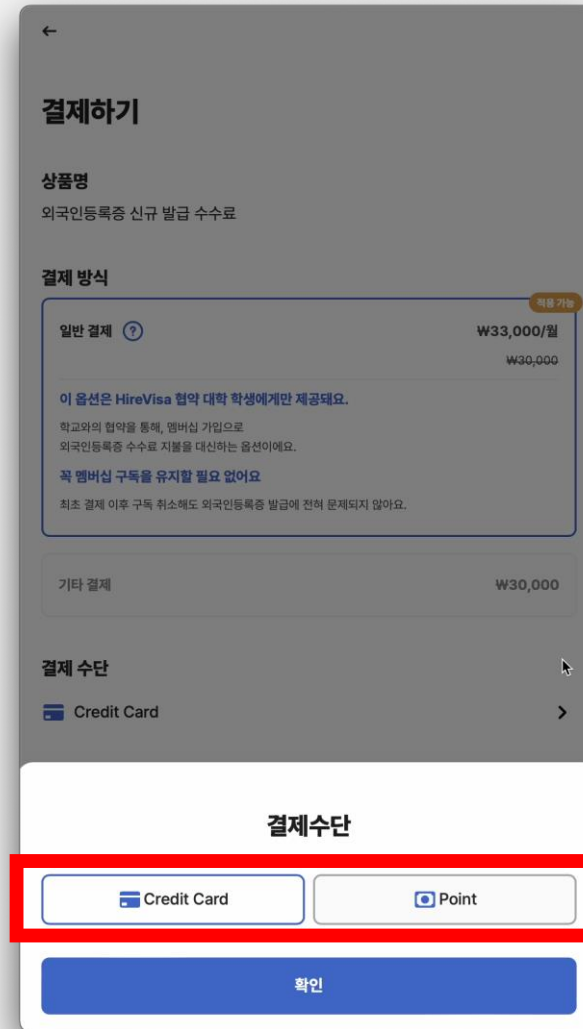 결제하기
상품명
외국인등록증 신규 발급 수수료
결제 방식
적용 가능
일반 결제 ? ₩33,000/월
₩30,000
이 옵션은 HireVisa 협약 대학 학생에게만 제공돼요.
학교와의 협약을 통해, 멤버십 가입으로
외국인등록증 수수료 지불을 대신하는 옵션이에요.
꼭 멤버십 구독을 유지할 필요 없어요
최초 결제 이후 구독 취소해도 외국인등록증 발급에 전혀 문제되지 않아요.
기타 결제 ₩30,000
결제 수단
Credit Card
결제수단
Credit Card Point
확인